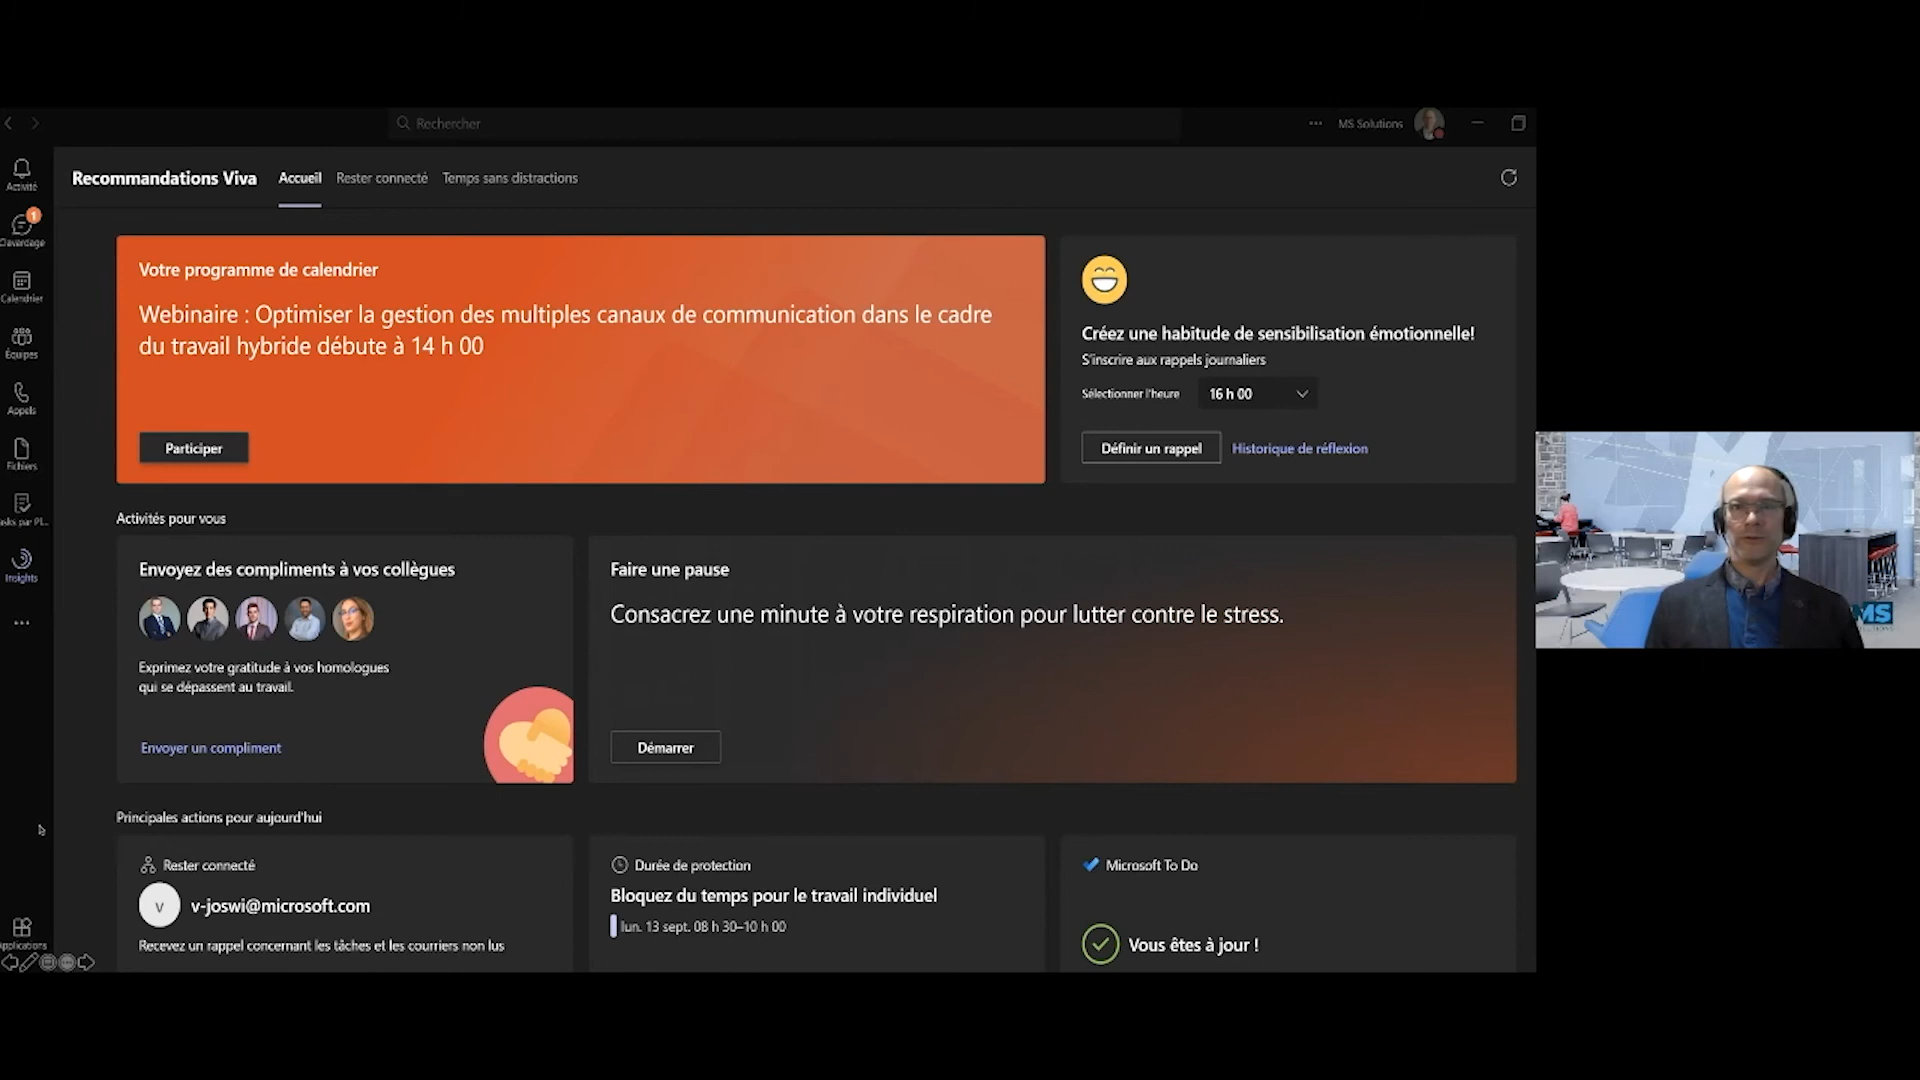 Rechercher
MS Solutions
Activité
1
Clavardage
Calendrier
Équipes
Appels
Fichiers
Insights
Applications
Recommandations Viva
Accueil
Rester connecté
Temps sans distractions
Votre programme de calendrier
Webinaire : Optimiser la gestion des multiples canaux de communication dans le cadre
du travail hybride débute à 14 h 00
Participer
Créez une habitude de sensibilisation émotionnelle!
S'inscrire aux rappels journaliers
Sélectionner l'heure
16 h 00
Définir un rappel
Historique de réflexion
Activités pour vous
Envoyez des compliments à vos collègues
Exprimez votre gratitude à vos homologues
qui se dépassent au travail.
Envoyer un compliment
Faire une pause
Consacrez une minute à votre respiration pour lutter contre le stress.
Démarrer
Principales actions pour aujourd'hui
Rester connecté
v
v-joswi@microsoft.com
Recevez un rappel concernant les tâches et les courriers non lus
Durée de protection
Bloquez du temps pour le travail individuel
lun. 13 sept. 08 h 30–10 h 00
Microsoft To Do
Vous êtes à jour !
MS